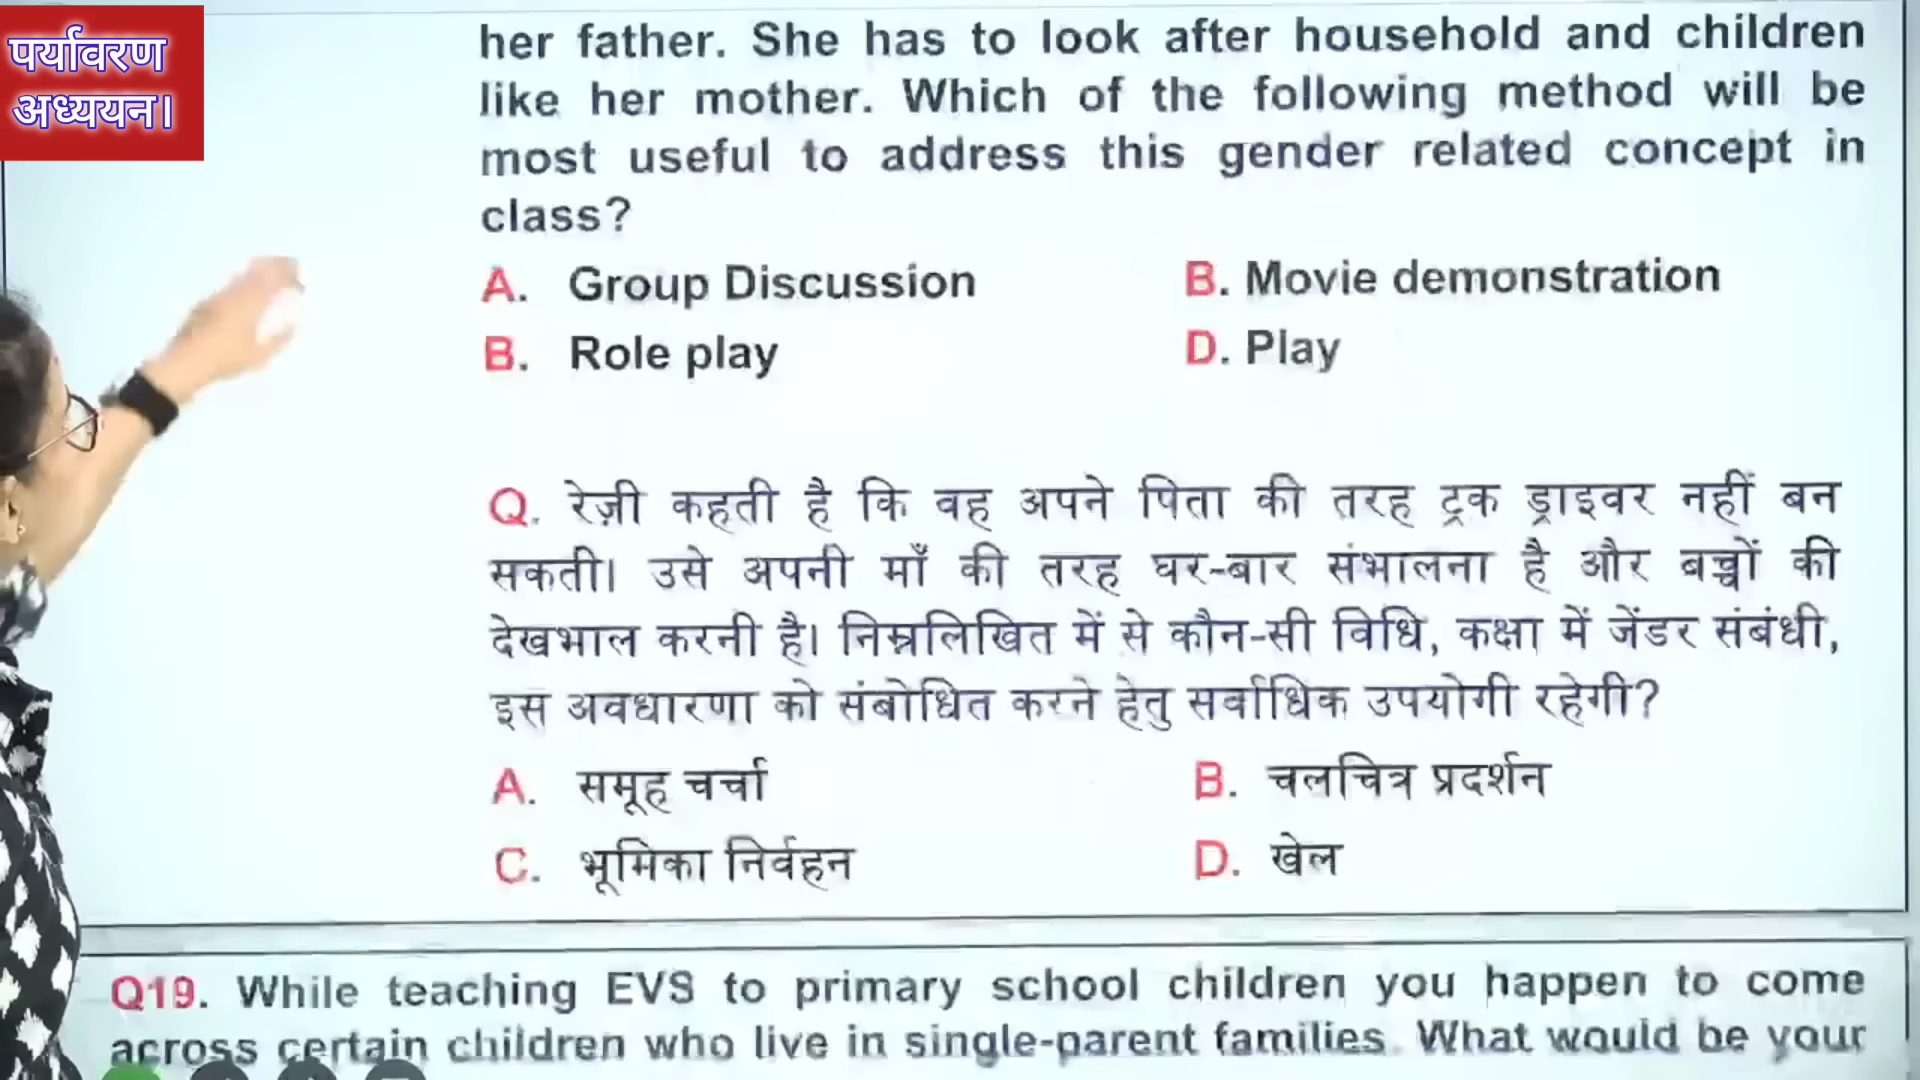 पर्यावरण
अध्ययन।
her father. She has to look after household and children
like her mother. Which of the following method will be
most useful to address this gender related concept in
class?
A. Group Discussion B. Movie demonstration
B. Role play D. Play
Q. रेज़ी कहती है कि वह अपने पिता की तरह ट्रक ड्राइवर नहीं बन
सकती। उसे अपनी माँ की तरह घर-बार संभालना है और बच्चों की
देखभाल करनी है। निम्नलिखित में से कौन-सी विधि, कक्षा में जेंडर संबंधी,
इस अवधारणा को संबोधित करने हेतु सर्वाधिक उपयोगी रहेगी?
A. समूह चर्चा B. चलचित्र प्रदर्शन
C. भूमिका निर्वहन D. खेल
Q19. While teaching EVS to primary school children you happen to come
across certain children who live in single-parent families. What would be your